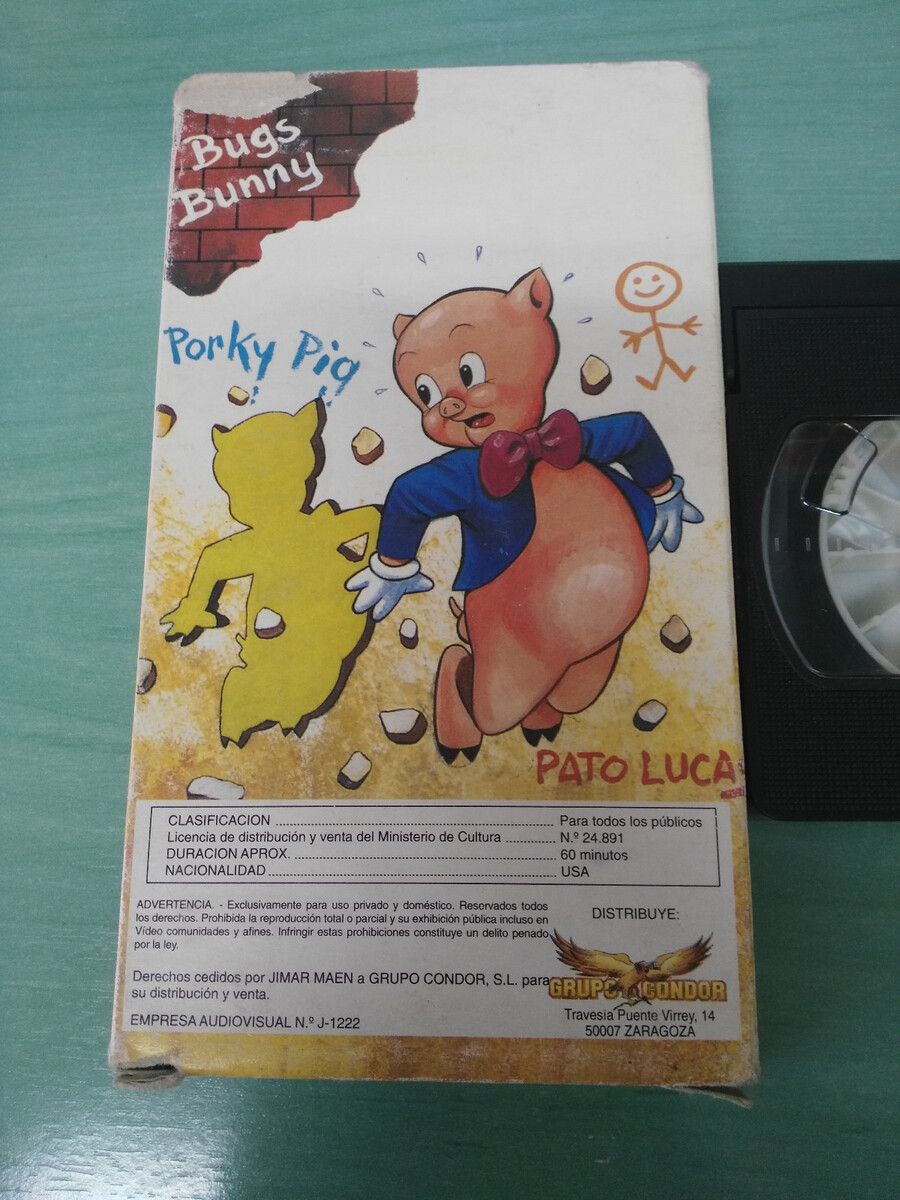 Bugs
Bunny
Porky Pig
PATO LUCA
CLASIFICACION ........ Para todos los públicos
Licencia de distribución y venta del Ministerio de Cultura ........ N.º 24.891
DURACION APROX. ........ 60 minutos
NACIONALIDAD ........ USA
ADVERTENCIA. - Exclusivamente para uso privado y doméstico. Reservados todos
los derechos. Prohibida la reproducción total o parcial y su exhibición pública incluso en
Vídeo comunidades y afines. Infringir estas prohibiciones constituye un delito penado
por la ley.
Derechos cedidos por JIMAR MAEN a GRUPO CONDOR, S.L. para
su distribución y venta.
EMPRESA AUDIOVISUAL N.º J-1222
DISTRIBUYE:
GRUPO CONDOR
Travesia Puente Virrey, 14
50007 ZARAGOZA